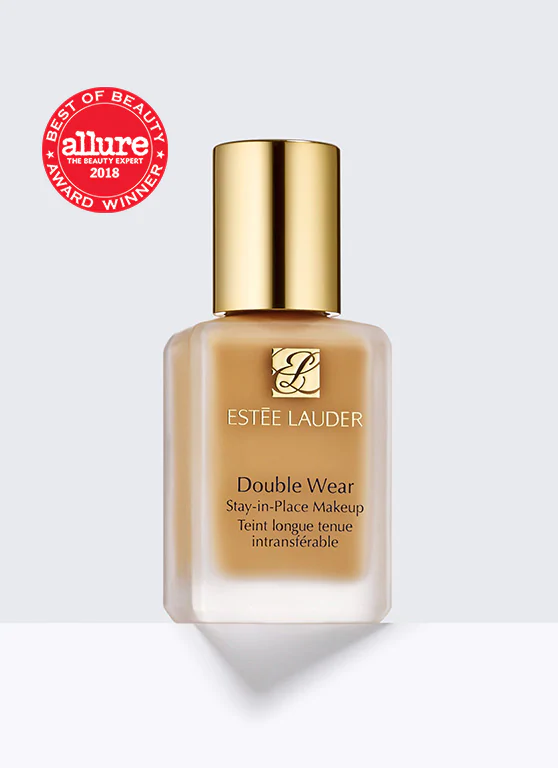 BEST OF BEAUTY
allure
THE BEAUTY EXPERT
2018
AWARD WINNER
ESTĒE LAUDER
Double Wear
Stay-in-Place Makeup
Teint longue tenue
intransférable